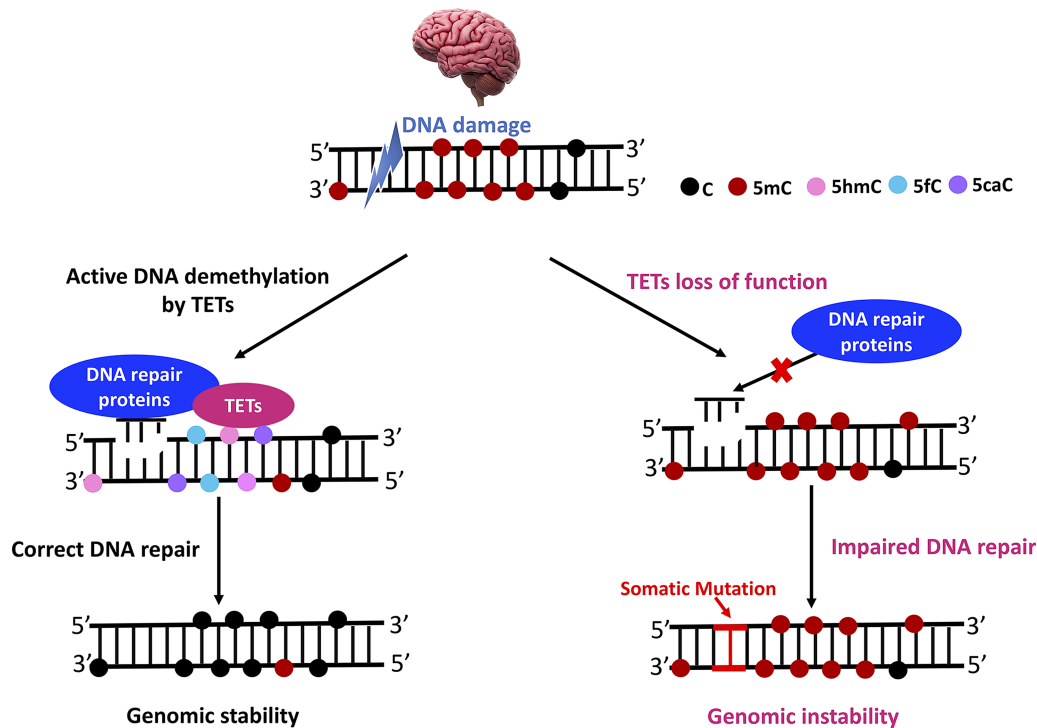 DNA damage
5′ 3′
3′ 5′
C 5mC 5hmC 5fC 5caC
Active DNA demethylation
by TETs
TETs loss of function
DNA repair
proteins
DNA repair
proteins
TETs
5′ 3′
3′ 5′
5′ 3′
3′ 5′
Correct DNA repair
Impaired DNA repair
Somatic Mutation
5′ 3′
3′ 5′
5′ 3′
3′ 5′
Genomic stability
Genomic instability